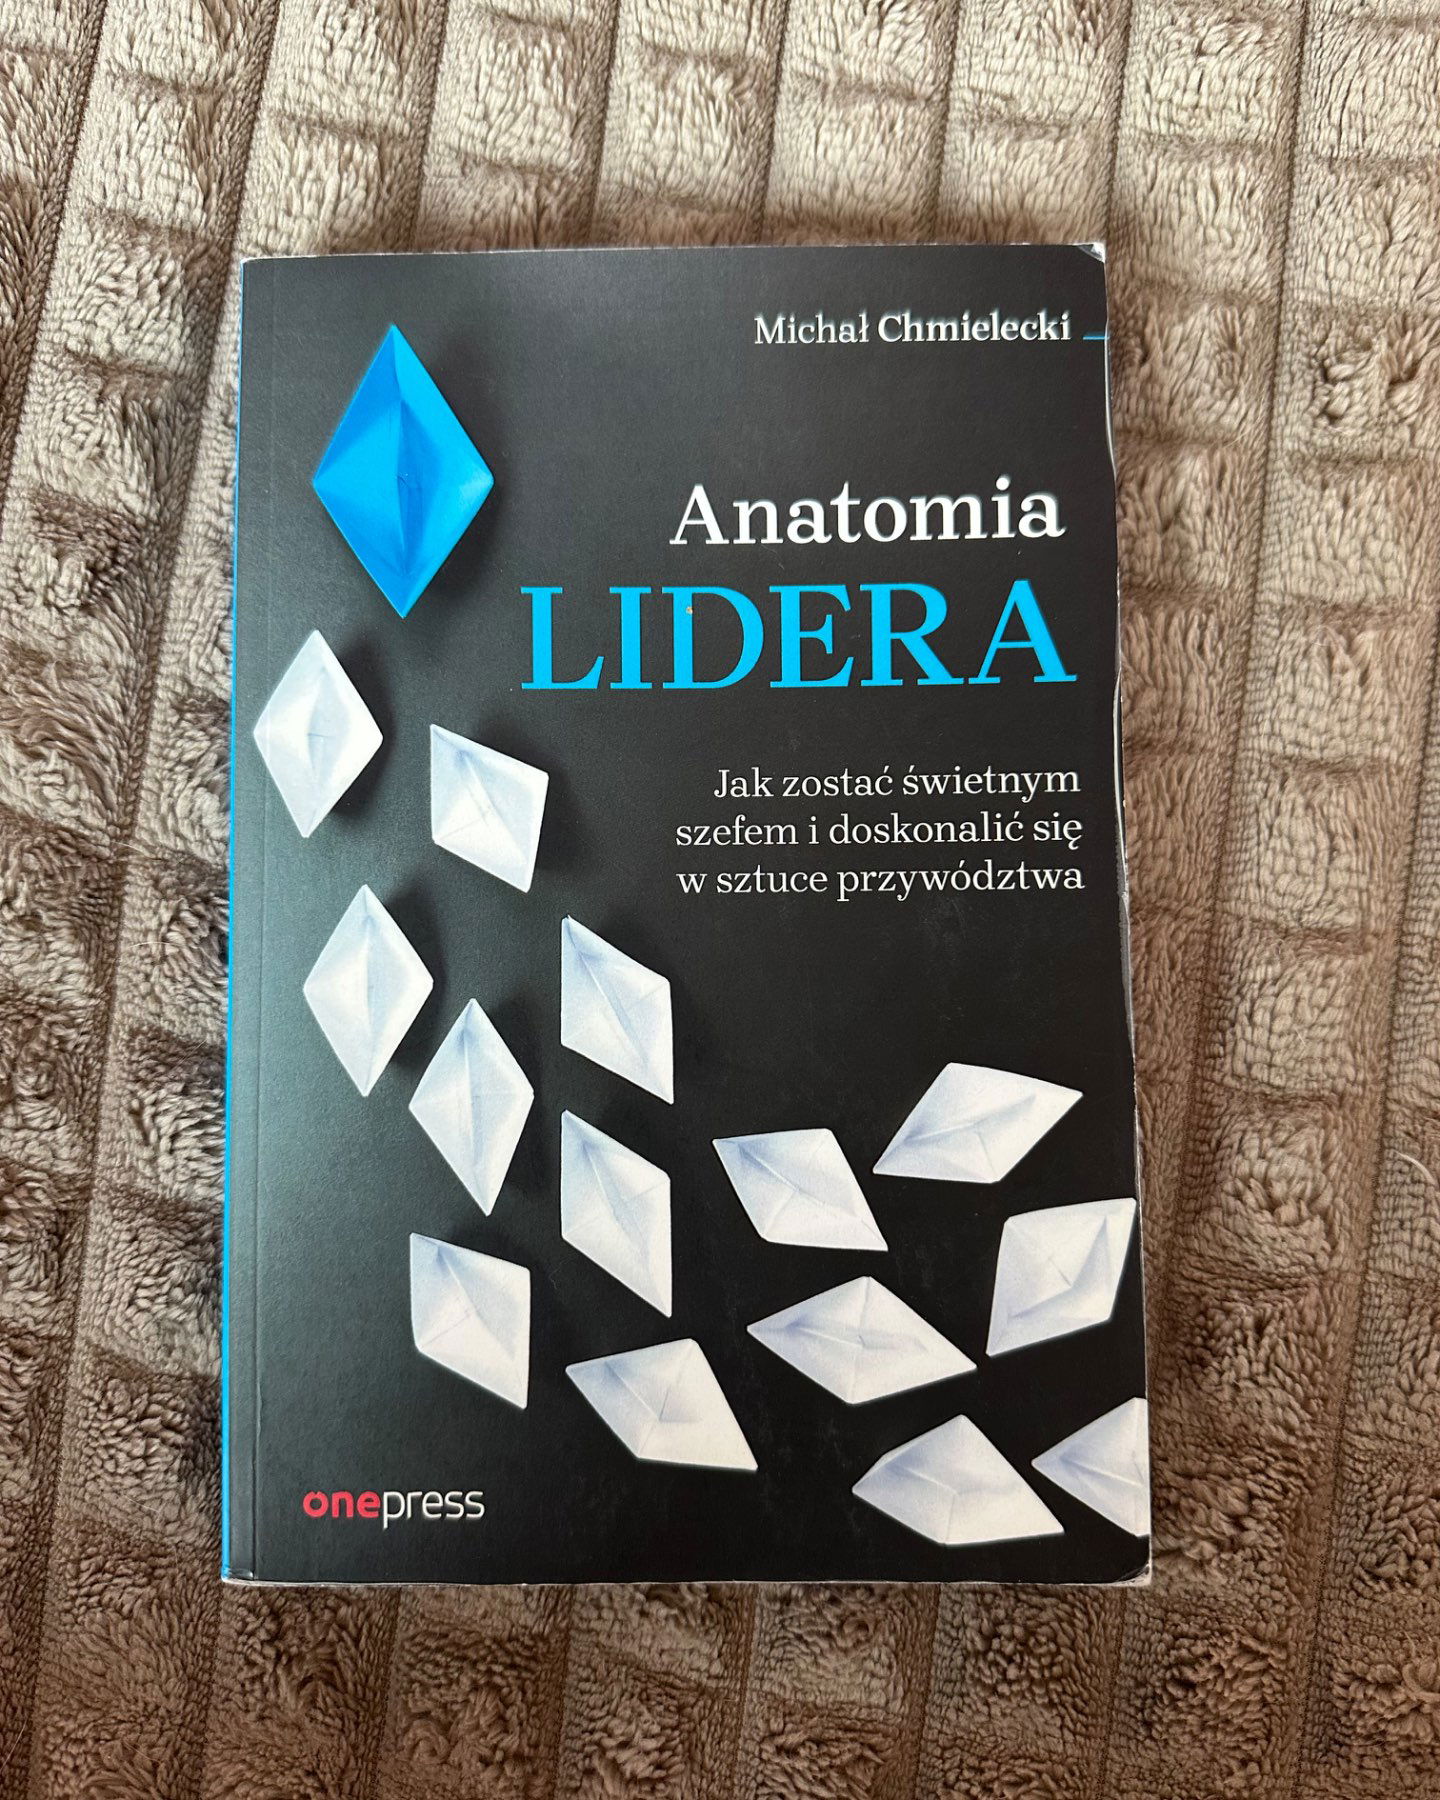 Michał Chmielecki
Anatomia
LIDERA
Jak zostać świetnym
szefem i doskonalić się
w sztuce przywództwa
onepress